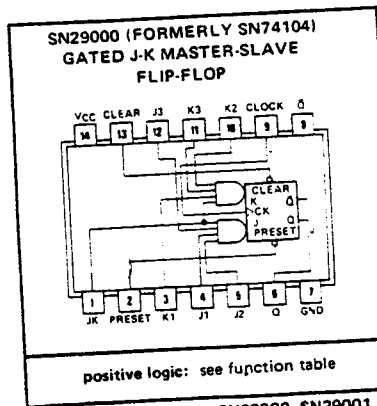 SN29000 (FORMERLY SN74104)
GATED J-K MASTER-SLAVE
FLIP-FLOP
VCC CLEAR J3 K3 K2 CLOCK Q̄
14 13 12 11 10 9 8
CLEAR
K Q̄
CK
J Q
PRESET
1 2 3 4 5 6 7
JK PRESET K1 J1 J2 Q GND
positive logic: see function table
SN29001